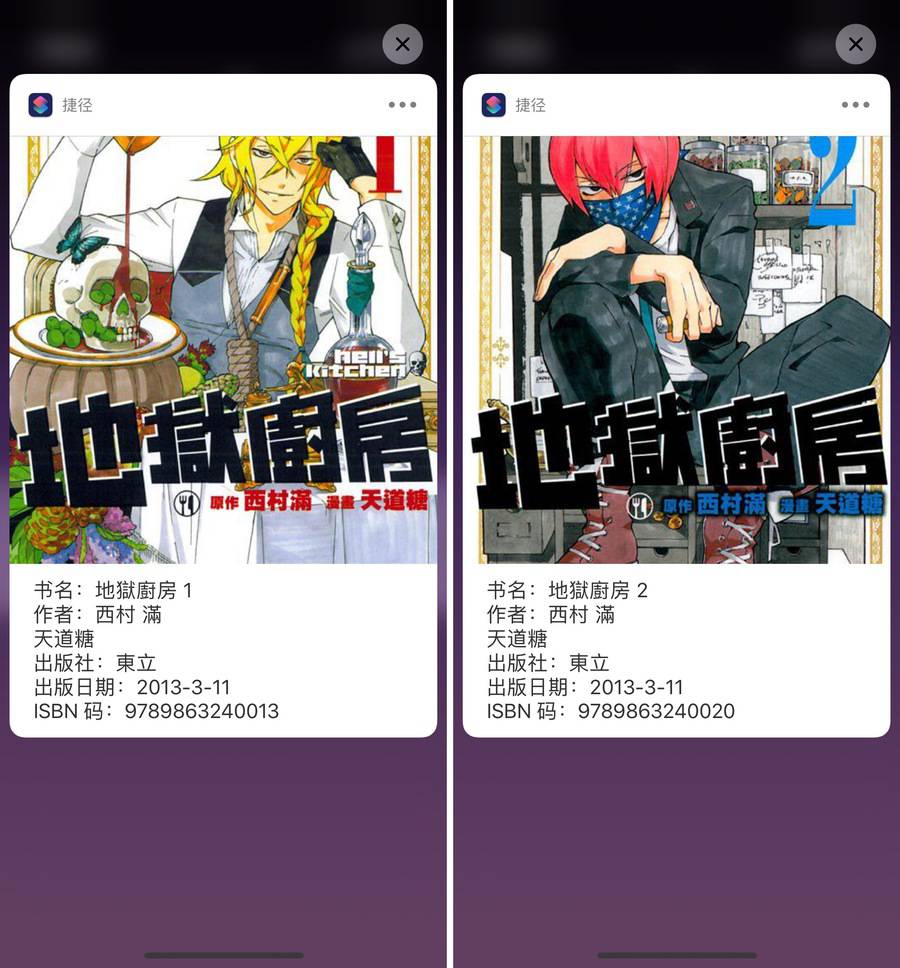 捷径
1
hell's
kitchen
地獄廚房
原作 西村滿 漫畫 天道糖
书名：地獄廚房 1
作者：西村 滿
天道糖
出版社：東立
出版日期：2013-3-11
ISBN 码：9789863240013
捷径
2
地獄廚房
原作 西村滿 漫畫 天道糖
书名：地獄廚房 2
作者：西村 滿
天道糖
出版社：東立
出版日期：2013-3-11
ISBN 码：9789863240020